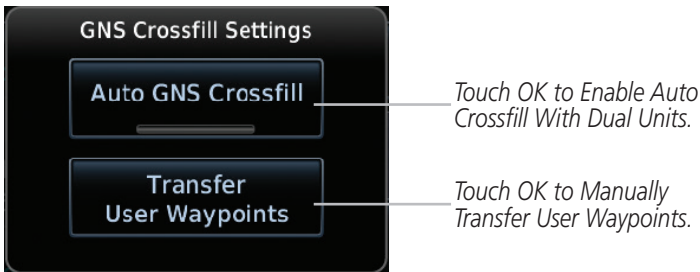 GNS Crossfill Settings
Auto GNS Crossfill
Touch OK to Enable Auto
Crossfill With Dual Units.
Transfer
User Waypoints
Touch OK to Manually
Transfer User Waypoints.